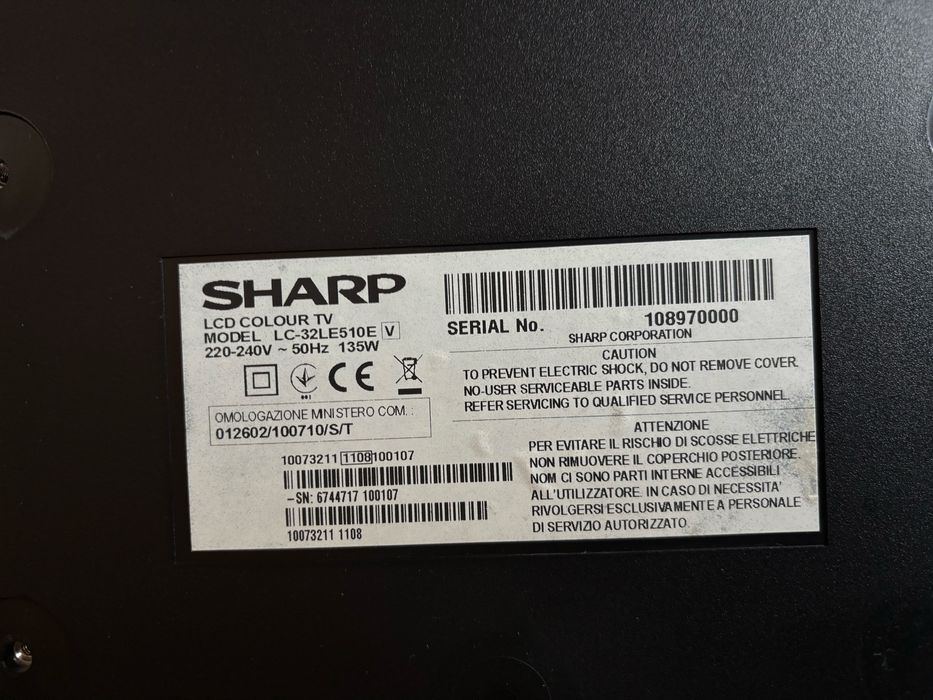 SHARP
LCD COLOUR TV
MODEL LC-32LE510E V
220-240V ~ 50Hz 135W
001
OMOLOGAZIONE MINISTERO COM. :
012602/100710/S/T
10073211 1108 100107
-SN: 6744717 100107
10073211 1108
SERIAL No. 108970000
SHARP CORPORATION
CAUTION
TO PREVENT ELECTRIC SHOCK, DO NOT REMOVE COVER.
NO-USER SERVICEABLE PARTS INSIDE.
REFER SERVICING TO QUALIFIED SERVICE PERSONNEL.
ATTENZIONE
PER EVITARE IL RISCHIO DI SCOSSE ELETTRICHE
NON RIMUOVERE IL COPERCHIO POSTERIORE.
NOM CI SONO PARTI INTERNE ACCESSIBILI
ALL'UTILIZZATORE. IN CASO DI NECESSITA'
RIVOLGERSI ESCLUSIVAMENTE A PERSONALE
DI SERVIZIO AUTORIZZATO.